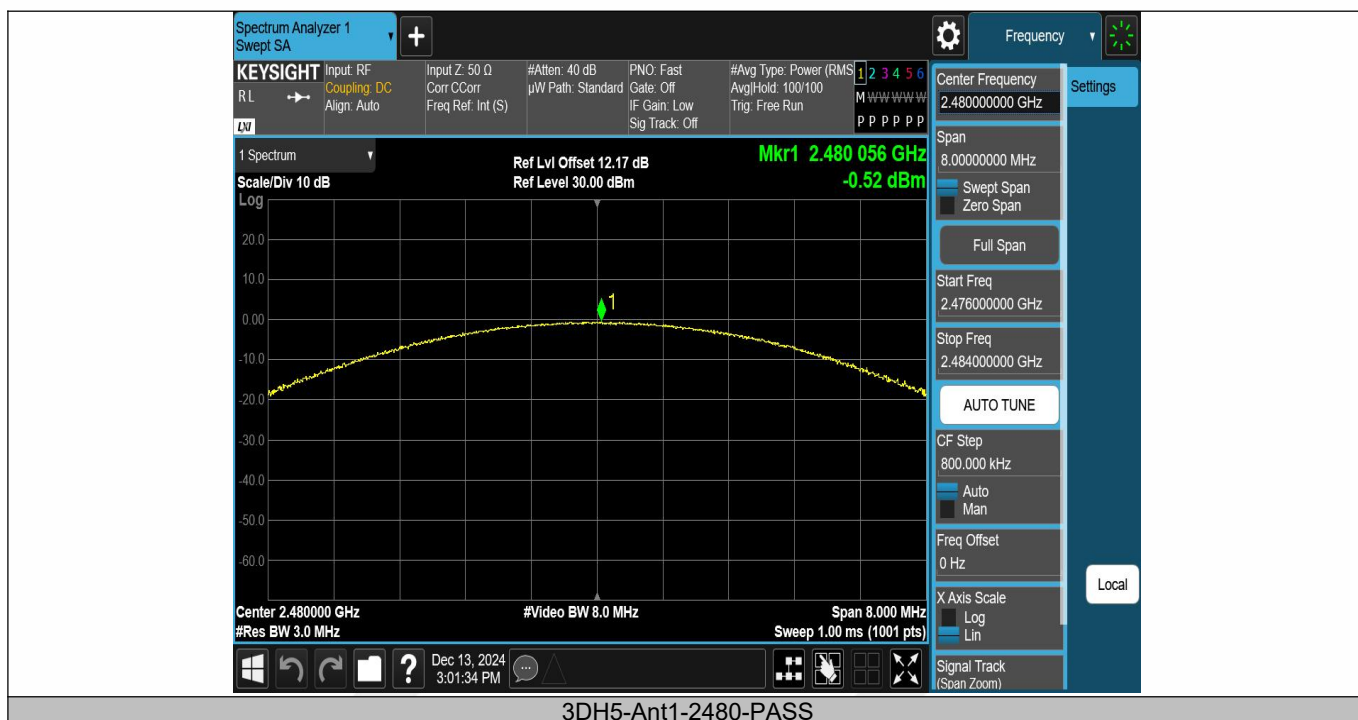 Spectrum Analyzer 1
Swept SA
Frequency
KEYSIGHT
RL
LXI
Input: RF
Coupling: DC
Align: Auto
Input Z: 50 Ω
Corr CCorr
Freq Ref: Int (S)
#Atten: 40 dB
µW Path: Standard
PNO: Fast
Gate: Off
IF Gain: Low
Sig Track: Off
#Avg Type: Power (RMS
Avg|Hold: 100/100
Trig: Free Run
1 2 3 4 5 6
M W W W W W
P P P P P P
1 Spectrum
Scale/Div 10 dB
Log
Ref Lvl Offset 12.17 dB
Ref Level 30.00 dBm
Mkr1 2.480 056 GHz
-0.52 dBm
20.0
10.0
1
0.00
-10.0
-20.0
-30.0
-40.0
-50.0
-60.0
Center 2.480000 GHz
#Res BW 3.0 MHz
#Video BW 8.0 MHz
Span 8.000 MHz
Sweep 1.00 ms (1001 pts)
Center Frequency
2.480000000 GHz
Settings
Span
8.00000000 MHz
Swept Span
Zero Span
Full Span
Start Freq
2.476000000 GHz
Stop Freq
2.484000000 GHz
AUTO TUNE
CF Step
800.000 kHz
Auto
Man
Freq Offset
0 Hz
X Axis Scale
Log
Lin
Signal Track
(Span Zoom)
Local
?
Dec 13, 2024
3:01:34 PM
3DH5-Ant1-2480-PASS